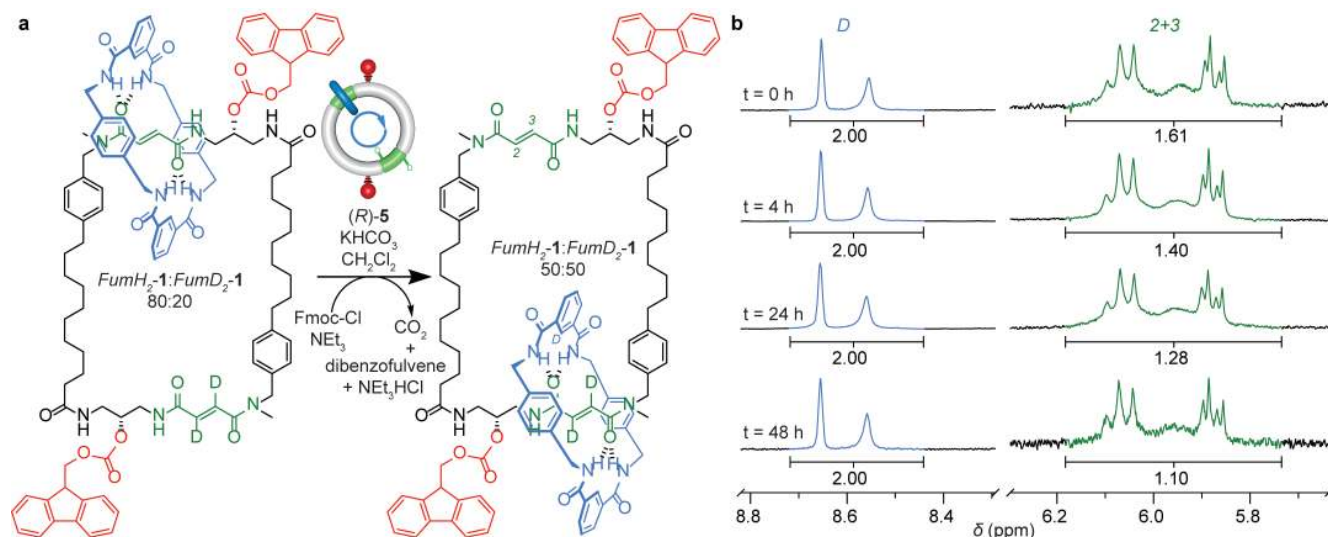 a
O
O
O
O
N
H
N
H
O
O
H
N
O
O
O
N
N
H
H
N
O
O
N
H
H
N
O
O
FumH2-1:FumD2-1
80:20
O
N
H
H
N
O
D
D
O
N
O
O
O
(R)-5
KHCO3
CH2Cl2
Fmoc-Cl
NEt3
CO2
+
dibenzofulvene
+ NEt3HCl
O
O
O
N
O
3
2
O
H
N
H
N
O
FumH2-1:FumD2-1
50:50
O
D
O
N
H
H
N
O
D
D
O
N
O
N
H
O
O
O
N
H
H
N
O
O
b
D
2+3
t = 0 h
2.00
1.61
t = 4 h
2.00
1.40
t = 24 h
2.00
1.28
t = 48 h
2.00
1.10
8.8
8.6
8.4
6.2
6.0
5.8
δ (ppm)